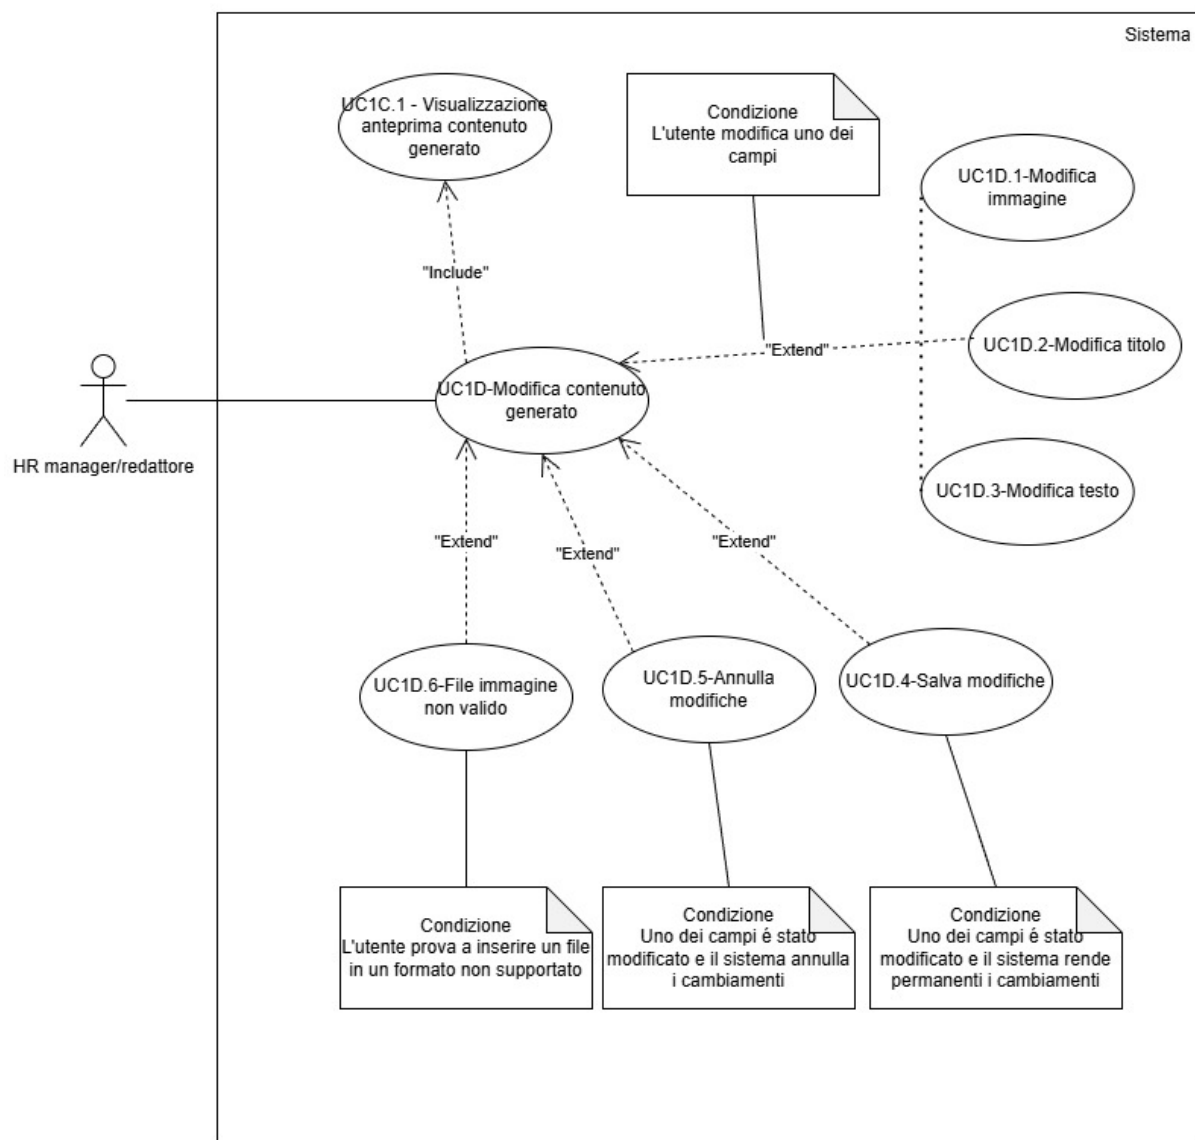 Sistema
UC1C.1 - Visualizzazione
anteprima contenuto
generato
Condizione
L'utente modifica uno dei
campi
UC1D.1-Modifica
immagine
"Include"
UC1D.2-Modifica titolo
"Extend"
UC1D-Modifica contenuto
generato
HR manager/redattore
UC1D.3-Modifica testo
"Extend"
"Extend"
"Extend"
UC1D.6-File immagine
non valido
UC1D.5-Annulla
modifiche
UC1D.4-Salva modifiche
Condizione
L'utente prova a inserire un file
in un formato non supportato
Condizione
Uno dei campi é stato
modificato e il sistema annulla
i cambiamenti
Condizione
Uno dei campi é stato
modificato e il sistema rende
permanenti i cambiamenti